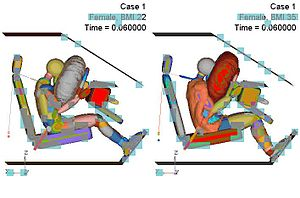 Case 1
Female, BMI 22
Time = 0.060000
Case 1
Female, BMI 35
Time = 0.060000